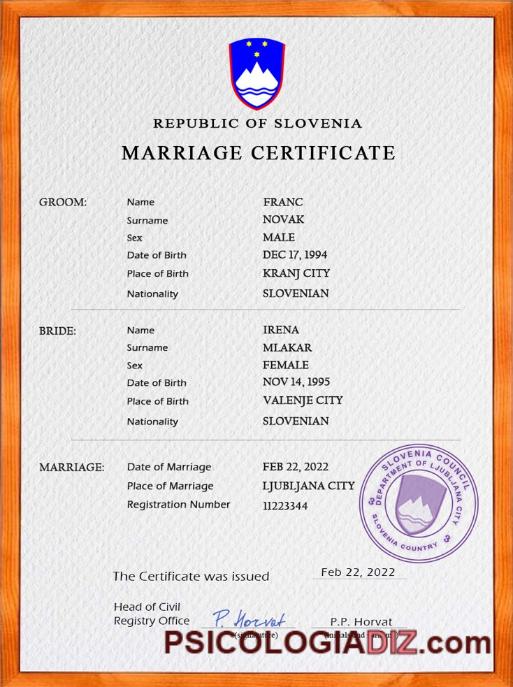 REPUBLIC OF SLOVENIA
MARRIAGE CERTIFICATE
GROOM: Name FRANC
Surname NOVAK
Sex MALE
Date of Birth DEC 17, 1994
Place of Birth KRANJ CITY
Nationality SLOVENIAN
BRIDE: Name IRENA
Surname MLAKAR
Sex FEMALE
Date of Birth NOV 14, 1995
Place of Birth VALENJE CITY
Nationality SLOVENIAN
MARRIAGE: Date of Marriage FEB 22, 2022
Place of Marriage LJUBLJANA CITY
Registration Number 11223344
SLOVENIA COUNCIL
DEPARTMENT OF LJUBLJANA CITY
SLOVENIA COUNTRY
The Certificate was issued Feb 22, 2022
Head of Civil
Registry Office P. Horvat P.P. Horvat
(signature)
PSICOLOGIADIZ.com